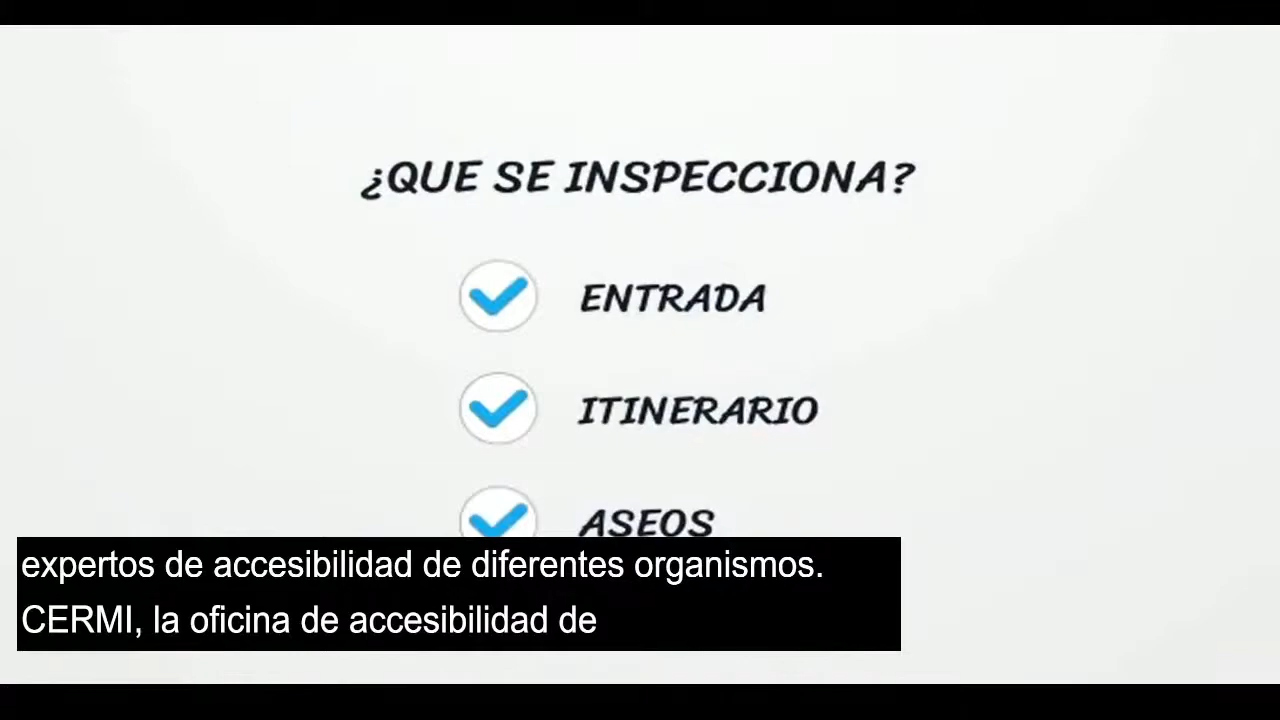 ¿QUE SE INSPECCIONA?
ENTRADA
ITINERARIO
ASEOS
expertos de accesibilidad de diferentes organismos.
CERMI, la oficina de accesibilidad de